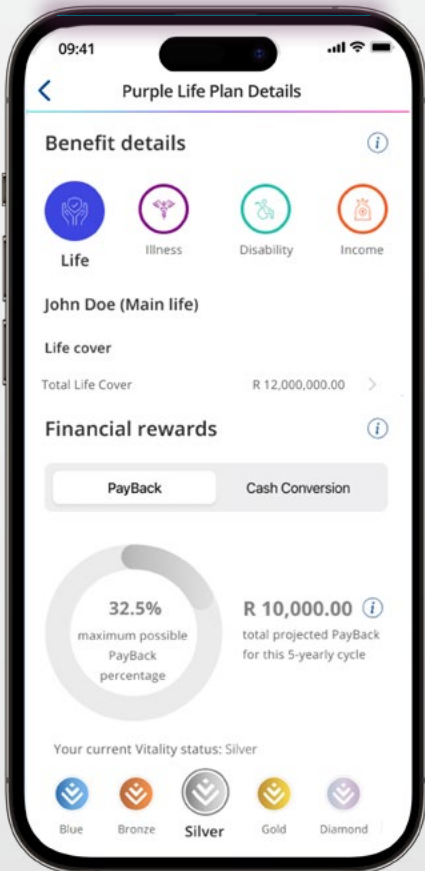 09:41
Purple Life Plan Details
Benefit details
Life
Illness
Disability
Income
John Doe (Main life)
Life cover
Total Life Cover R 12,000,000.00
Financial rewards
PayBack Cash Conversion
32.5%
maximum possible
PayBack
percentage
R 10,000.00
total projected PayBack
for this 5-yearly cycle
Your current Vitality status: Silver
Blue Bronze Silver Gold Diamond